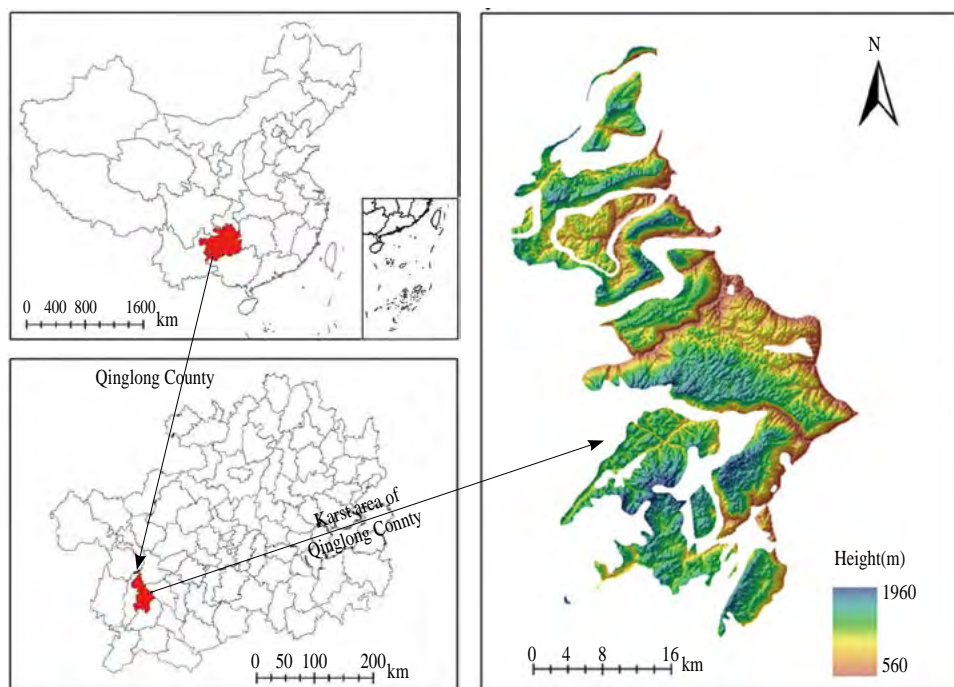 0 400 800 1600
km
Qinglong County
0 50 100 200
km
Karst area of
Qinglong Connty
N
Height(m)
1960
560
0 4 8 16
km